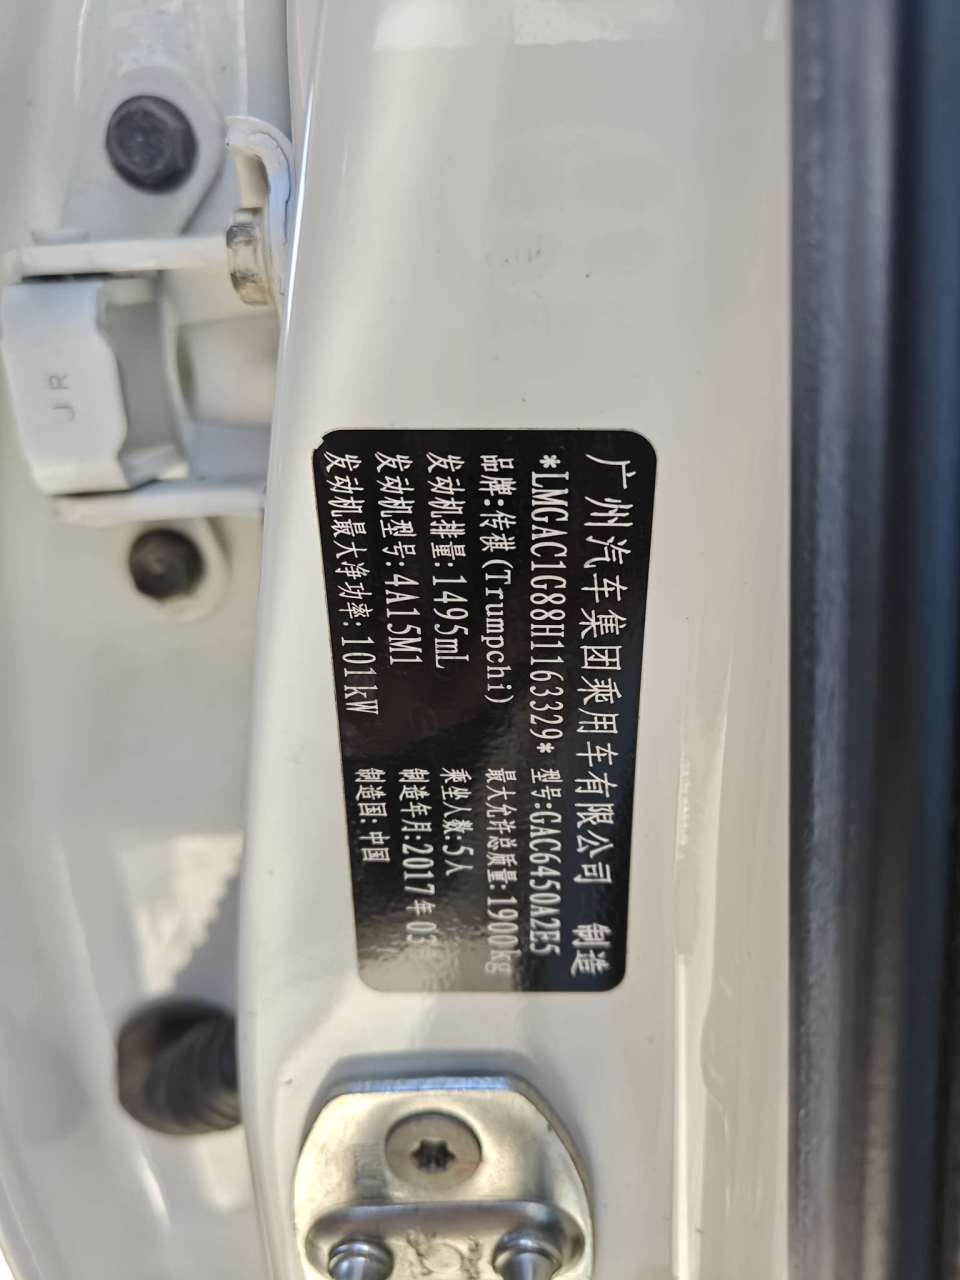 广州汽车集团乘用车有限公司 制造
*LMGAC1G88H1163329* 型号:GAC6450A2E5
品牌:传祺(Trumpchi) 最大允许总质量:1900kg
发动机排量:1495mL 乘坐人数:5人
发动机型号:4A15M1 制造年月:2017年03
发动机最大净功率:101kW 制造国:中国
JR